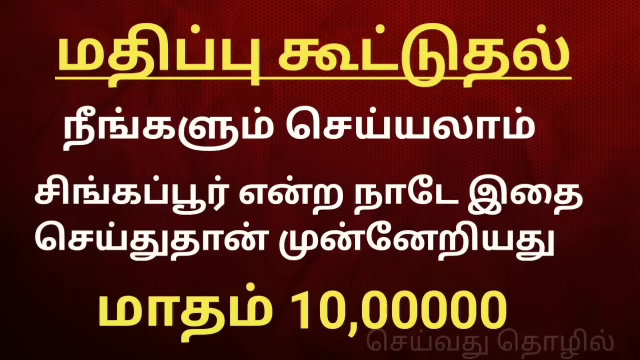 மதிப்பு கூட்டுதல்
நீங்களும் செய்யலாம்
சிங்கப்பூர் என்ற நாடே இதை
செய்துதான் முன்னேறியது
மாதம் 10,00000
செய்வது தொழில்